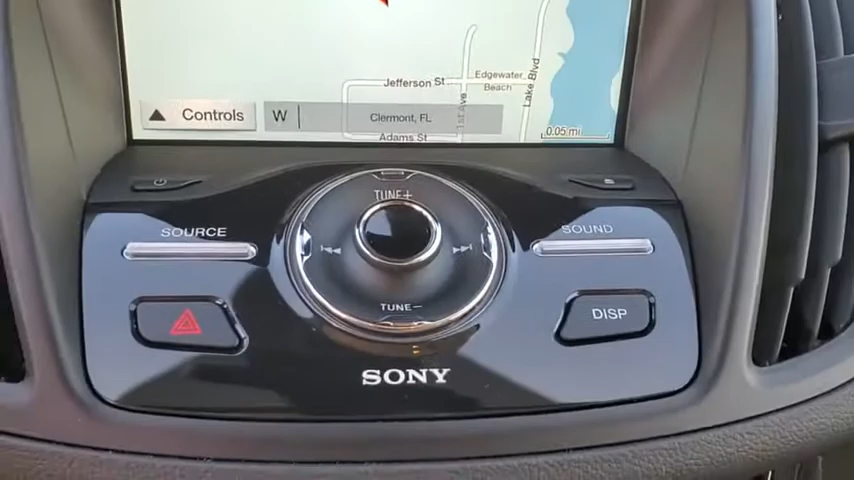 Jefferson St
Edgewater
Beach
Lake Blvd
1st Ave
Controls
W
Clermont, FL
Adams St
0.05 mi
TUNE+
SOURCE
SOUND
TUNE−
DISP
SONY